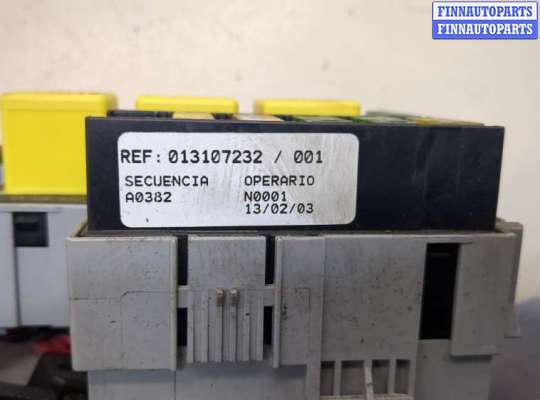 FINNAUTOPARTS
FINNAUTOPARTS
REF: 013107232 / 001
SECUENCIA OPERARIO
A0382 N0001
13/02/03